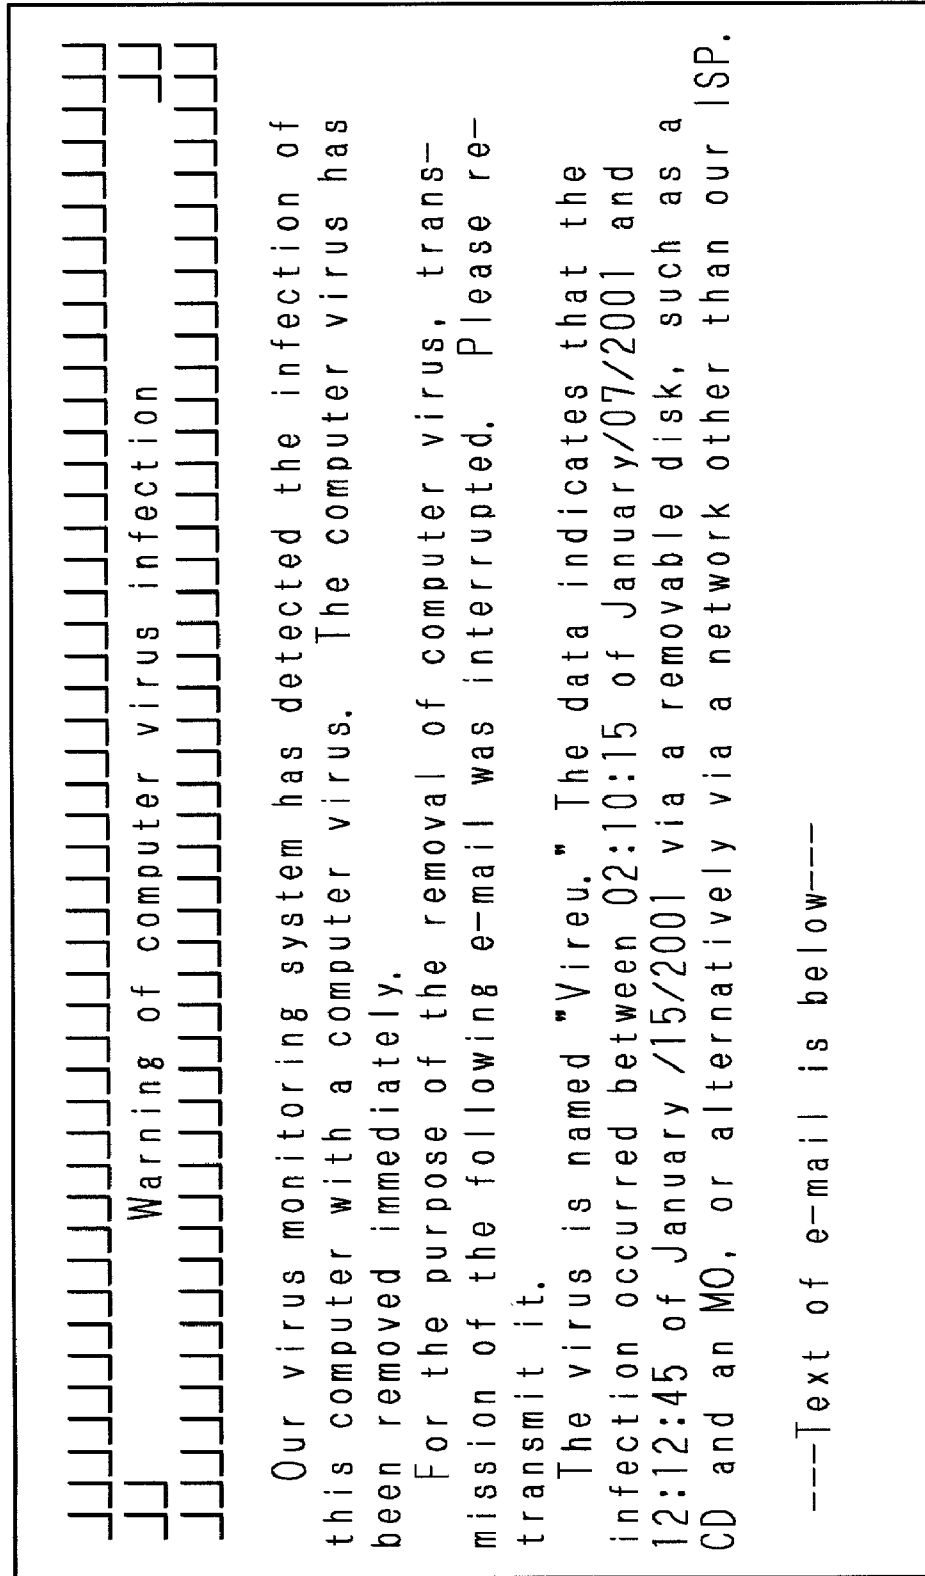 Warning of computer virus infection
Our virus monitoring system has detected the infection of
this computer with a computer virus. The computer virus has
been removed immediately.
For the purpose of the removal of computer virus, trans-
mission of the following e-mail was interrupted. Please re-
transmit it.
The virus is named "Vireu." The data indicates that the
infection occurred between 02:10:15 of January/07/2001 and
12:12:45 of January /15/2001 via a removable disk, such as a
CD and an MO, or alternatively via a network other than our ISP.
---Text of e-mail is below---